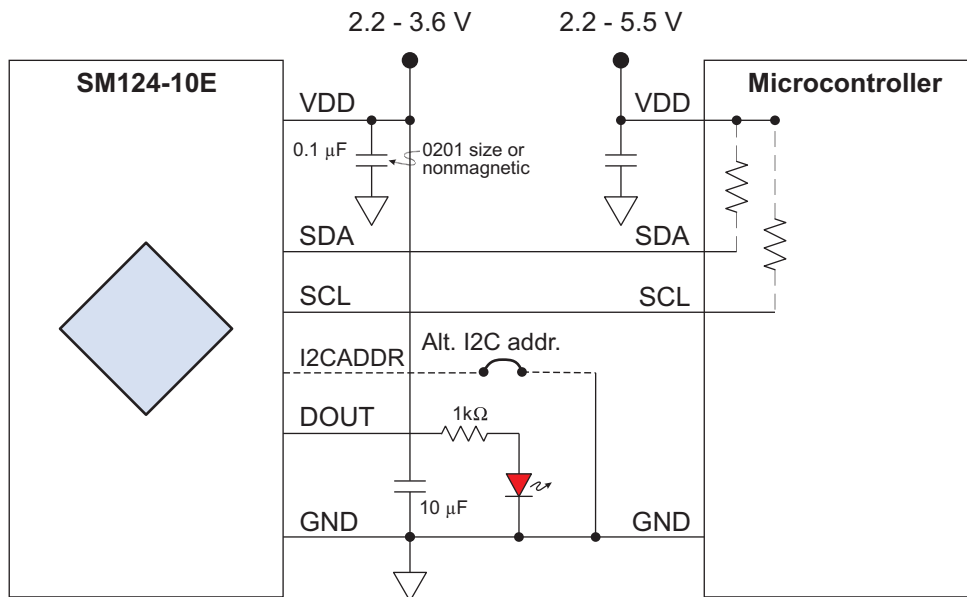 2.2 - 3.6 V
2.2 - 5.5 V
SM124-10E
Microcontroller
VDD
VDD
0.1 μF
0201 size or
nonmagnetic
SDA
SDA
SCL
SCL
I2CADDR
Alt. I2C addr.
DOUT
1kΩ
10 μF
GND
GND